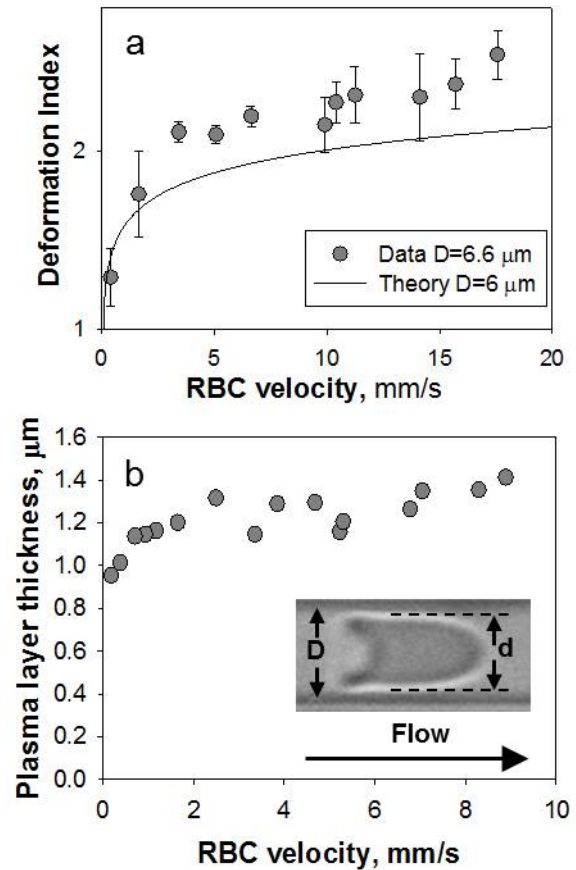 a
Deformation Index
2
1
Data D=6.6 μm
Theory D=6 μm
0 5 10 15 20
RBC velocity, mm/s
b
Plasma layer thickness, μm
1.6
1.4
1.2
1.0
0.8
0.6
0.4
0.2
0.0
D
d
Flow
0 2 4 6 8 10
RBC velocity, mm/s